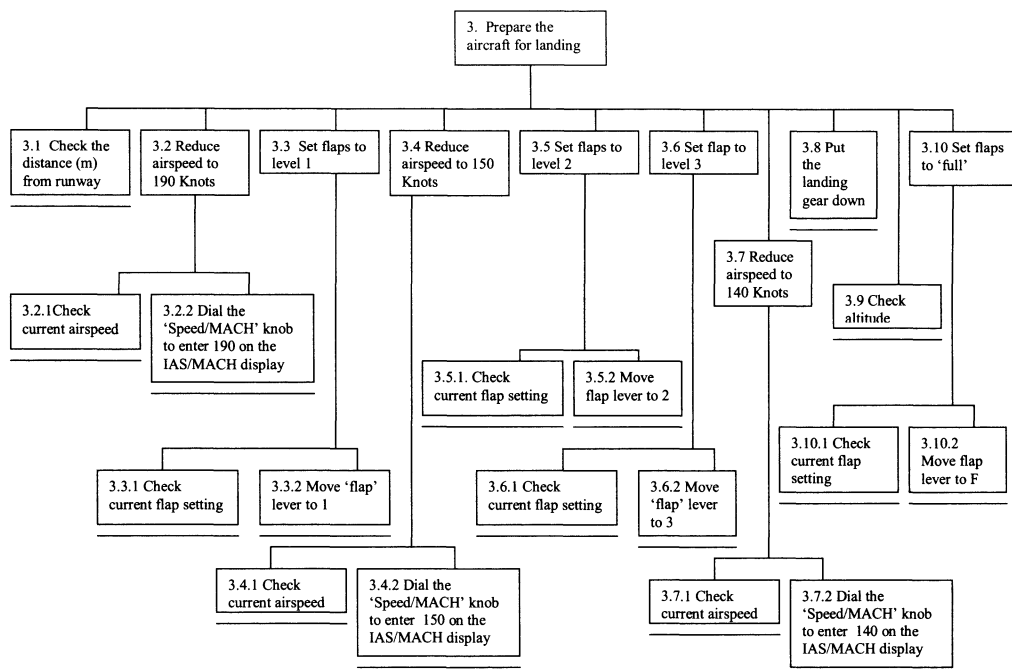 3. Prepare the
aircraft for landing
3.1 Check the
distance (m)
from runway
3.2 Reduce
airspeed to
190 Knots
3.3 Set flaps to
level 1
3.4 Reduce
airspeed to 150
Knots
3.5 Set flaps to
level 2
3.6 Set flap to
level 3
3.8 Put
the
landing
gear down
3.10 Set flaps
to ‘full’
3.7 Reduce
airspeed to
140 Knots
3.9 Check
altitude
3.2.1Check
current airspeed
3.2.2 Dial the
‘Speed/MACH’ knob
to enter 190 on the
IAS/MACH display
3.5.1. Check
current flap setting
3.5.2 Move
flap lever to 2
3.10.1 Check
current flap
setting
3.10.2
Move flap
lever to F
3.3.1 Check
current flap setting
3.3.2 Move ‘flap’
lever to 1
3.6.1 Check
current flap setting
3.6.2 Move
‘flap’ lever
to 3
3.4.1 Check
current airspeed
3.4.2 Dial the
‘Speed/MACH’ knob
to enter 150 on the
IAS/MACH display
3.7.1 Check
current airspeed
3.7.2 Dial the
‘Speed/MACH’ knob
to enter 140 on the
IAS/MACH display